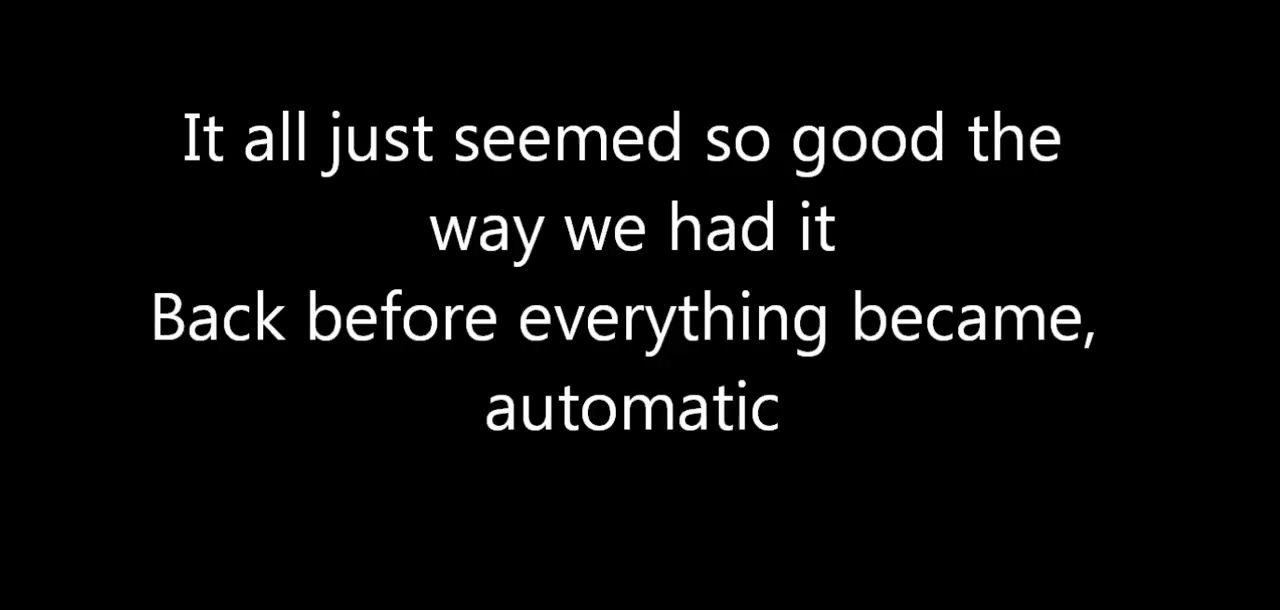 It all just seemed so good the
way we had it
Back before everything became,
automatic